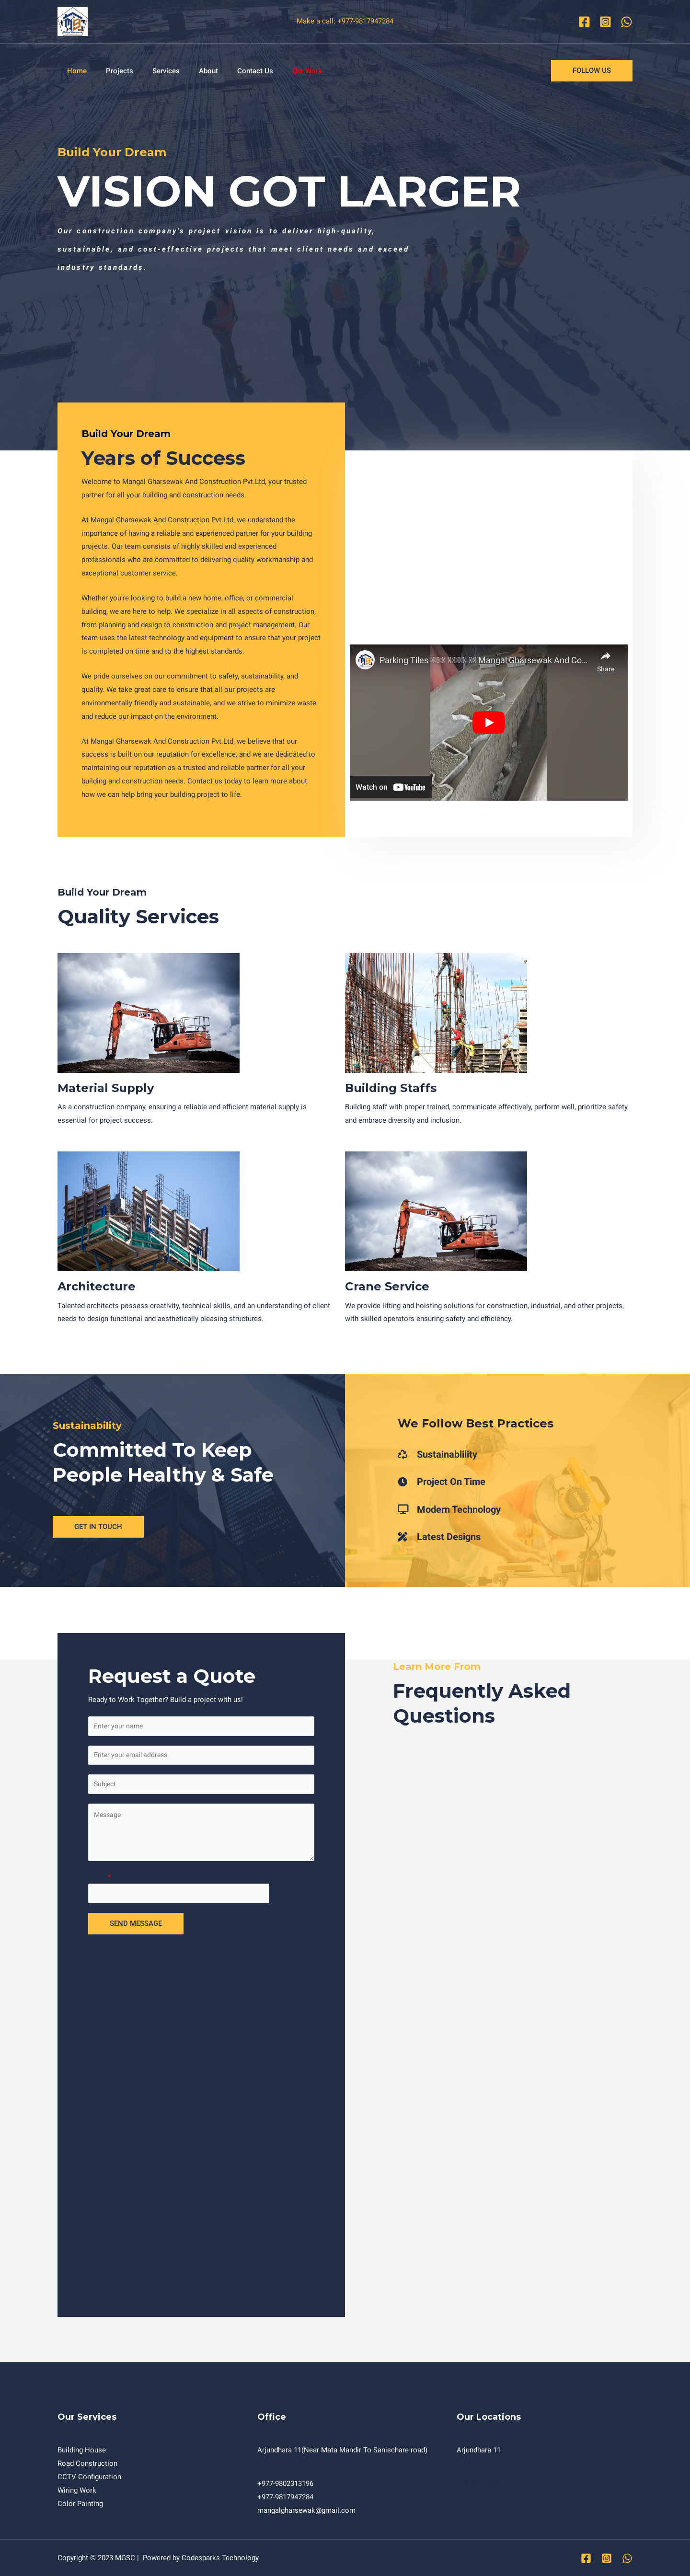 Make a call: +977-9817947284
Home
Projects
Services
About
Contact Us
Our Work
FOLLOW US
Build Your Dream
VISION GOT LARGER
Our construction company's project vision is to deliver high-quality,
sustainable, and cost-effective projects that meet client needs and exceed
industry standards.
Build Your Dream
Years of Success
Welcome to Mangal Gharsewak And Construction Pvt.Ltd, your trusted
partner for all your building and construction needs.
At Mangal Gharsewak And Construction Pvt.Ltd, we understand the
importance of having a reliable and experienced partner for your building
projects. Our team consists of highly skilled and experienced
professionals who are committed to delivering quality workmanship and
exceptional customer service.
Whether you're looking to build a new home, office, or commercial
building, we are here to help. We specialize in all aspects of construction,
from planning and design to construction and project management. Our
team uses the latest technology and equipment to ensure that your project
is completed on time and to the highest standards.
We pride ourselves on our commitment to safety, sustainability, and
quality. We take great care to ensure that all our projects are
environmentally friendly and sustainable, and we strive to minimize waste
and reduce our impact on the environment.
At Mangal Gharsewak And Construction Pvt.Ltd, we believe that our
success is built on our reputation for excellence, and we are dedicated to
maintaining our reputation as a trusted and reliable partner for all your
building and construction needs. Contact us today to learn more about
how we can help bring your building project to life.
Parking Tiles Mangal Gharsewak And Co...
Share
Watch on YouTube
Build Your Dream
Quality Services
Material Supply
As a construction company, ensuring a reliable and efficient material supply is
essential for project success.
Building Staffs
Building staff with proper trained, communicate effectively, perform well, prioritize safety,
and embrace diversity and inclusion.
Architecture
Talented architects possess creativity, technical skills, and an understanding of client
needs to design functional and aesthetically pleasing structures.
Crane Service
We provide lifting and hoisting solutions for construction, industrial, and other projects,
with skilled operators ensuring safety and efficiency.
Sustainability
Committed To Keep
People Healthy & Safe
GET IN TOUCH
We Follow Best Practices
Sustainablility
Project On Time
Modern Technology
Latest Designs
Request a Quote
Ready to Work Together? Build a project with us!
Enter your name
Enter your email address
Subject
Message
*
SEND MESSAGE
Learn More From
Frequently Asked
Questions
Our Services
Building House
Road Construction
CCTV Configuration
Wiring Work
Color Painting
Office
Arjundhara 11(Near Mata Mandir To Sanischare road)
+977-9802313196
+977-9817947284
mangalgharsewak@gmail.com
Our Locations
Arjundhara 11
Copyright © 2023 MGSC | Powered by Codesparks Technology